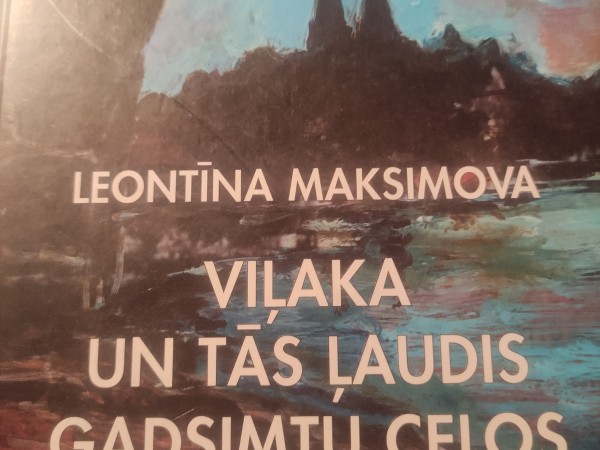 LEONTĪNA MAKSIMOVA
VIĻAKA
UN TĀS ĻAUDIS
GADSIMTU CEĻOS